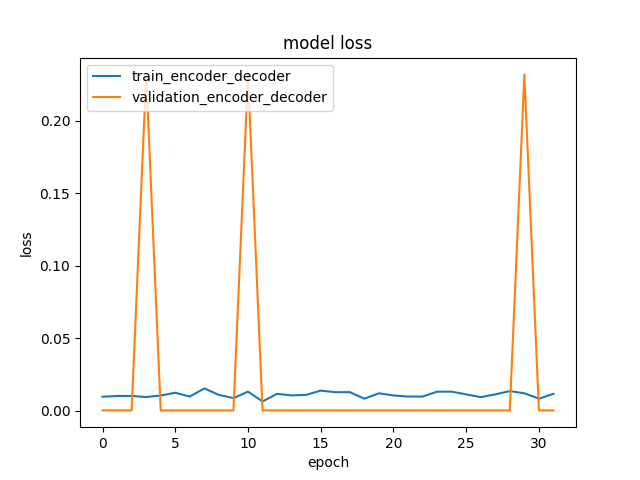 model loss
train_encoder_decoder
validation_encoder_decoder
loss
0.20
0.15
0.10
0.05
0.00
0 5 10 15 20 25 30
epoch